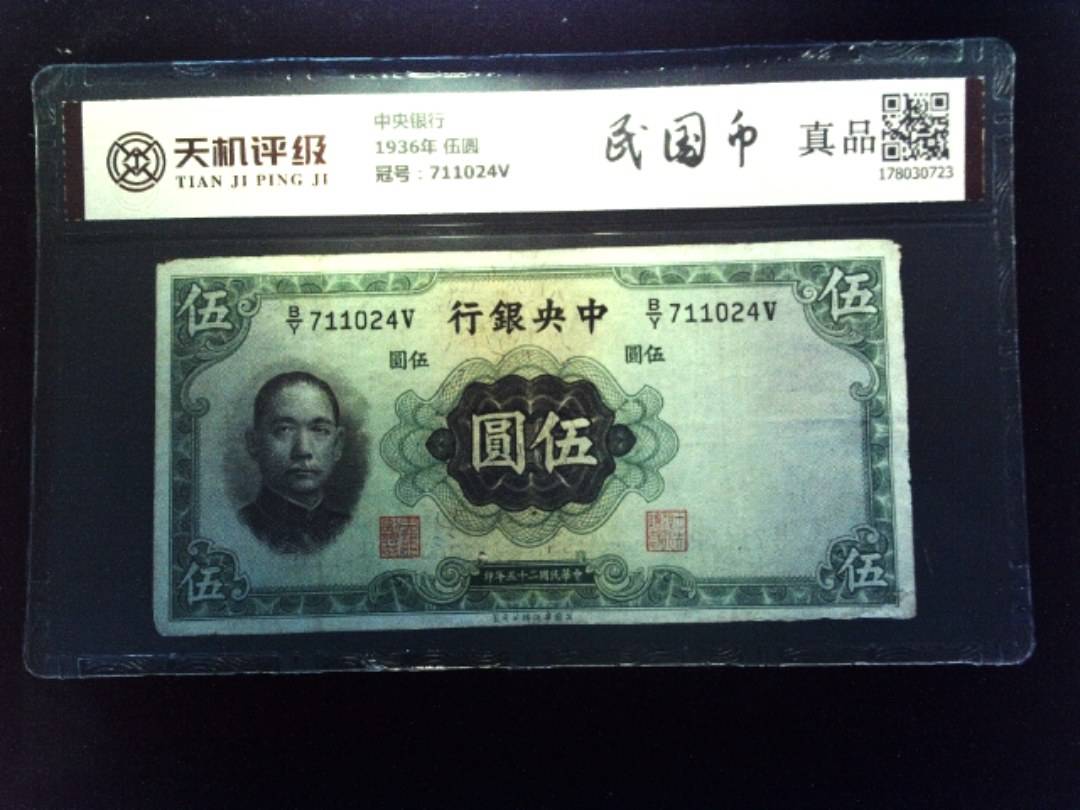 天机评级
TIAN JI PING JI
中央银行
1936年 伍圆
冠号：711024V
民国币
真品
178030723
伍
伍
B/Y 711024V
行銀央中
B/Y 711024V
圓伍
圓伍
圓伍
伍
印年五十二國民華中
伍